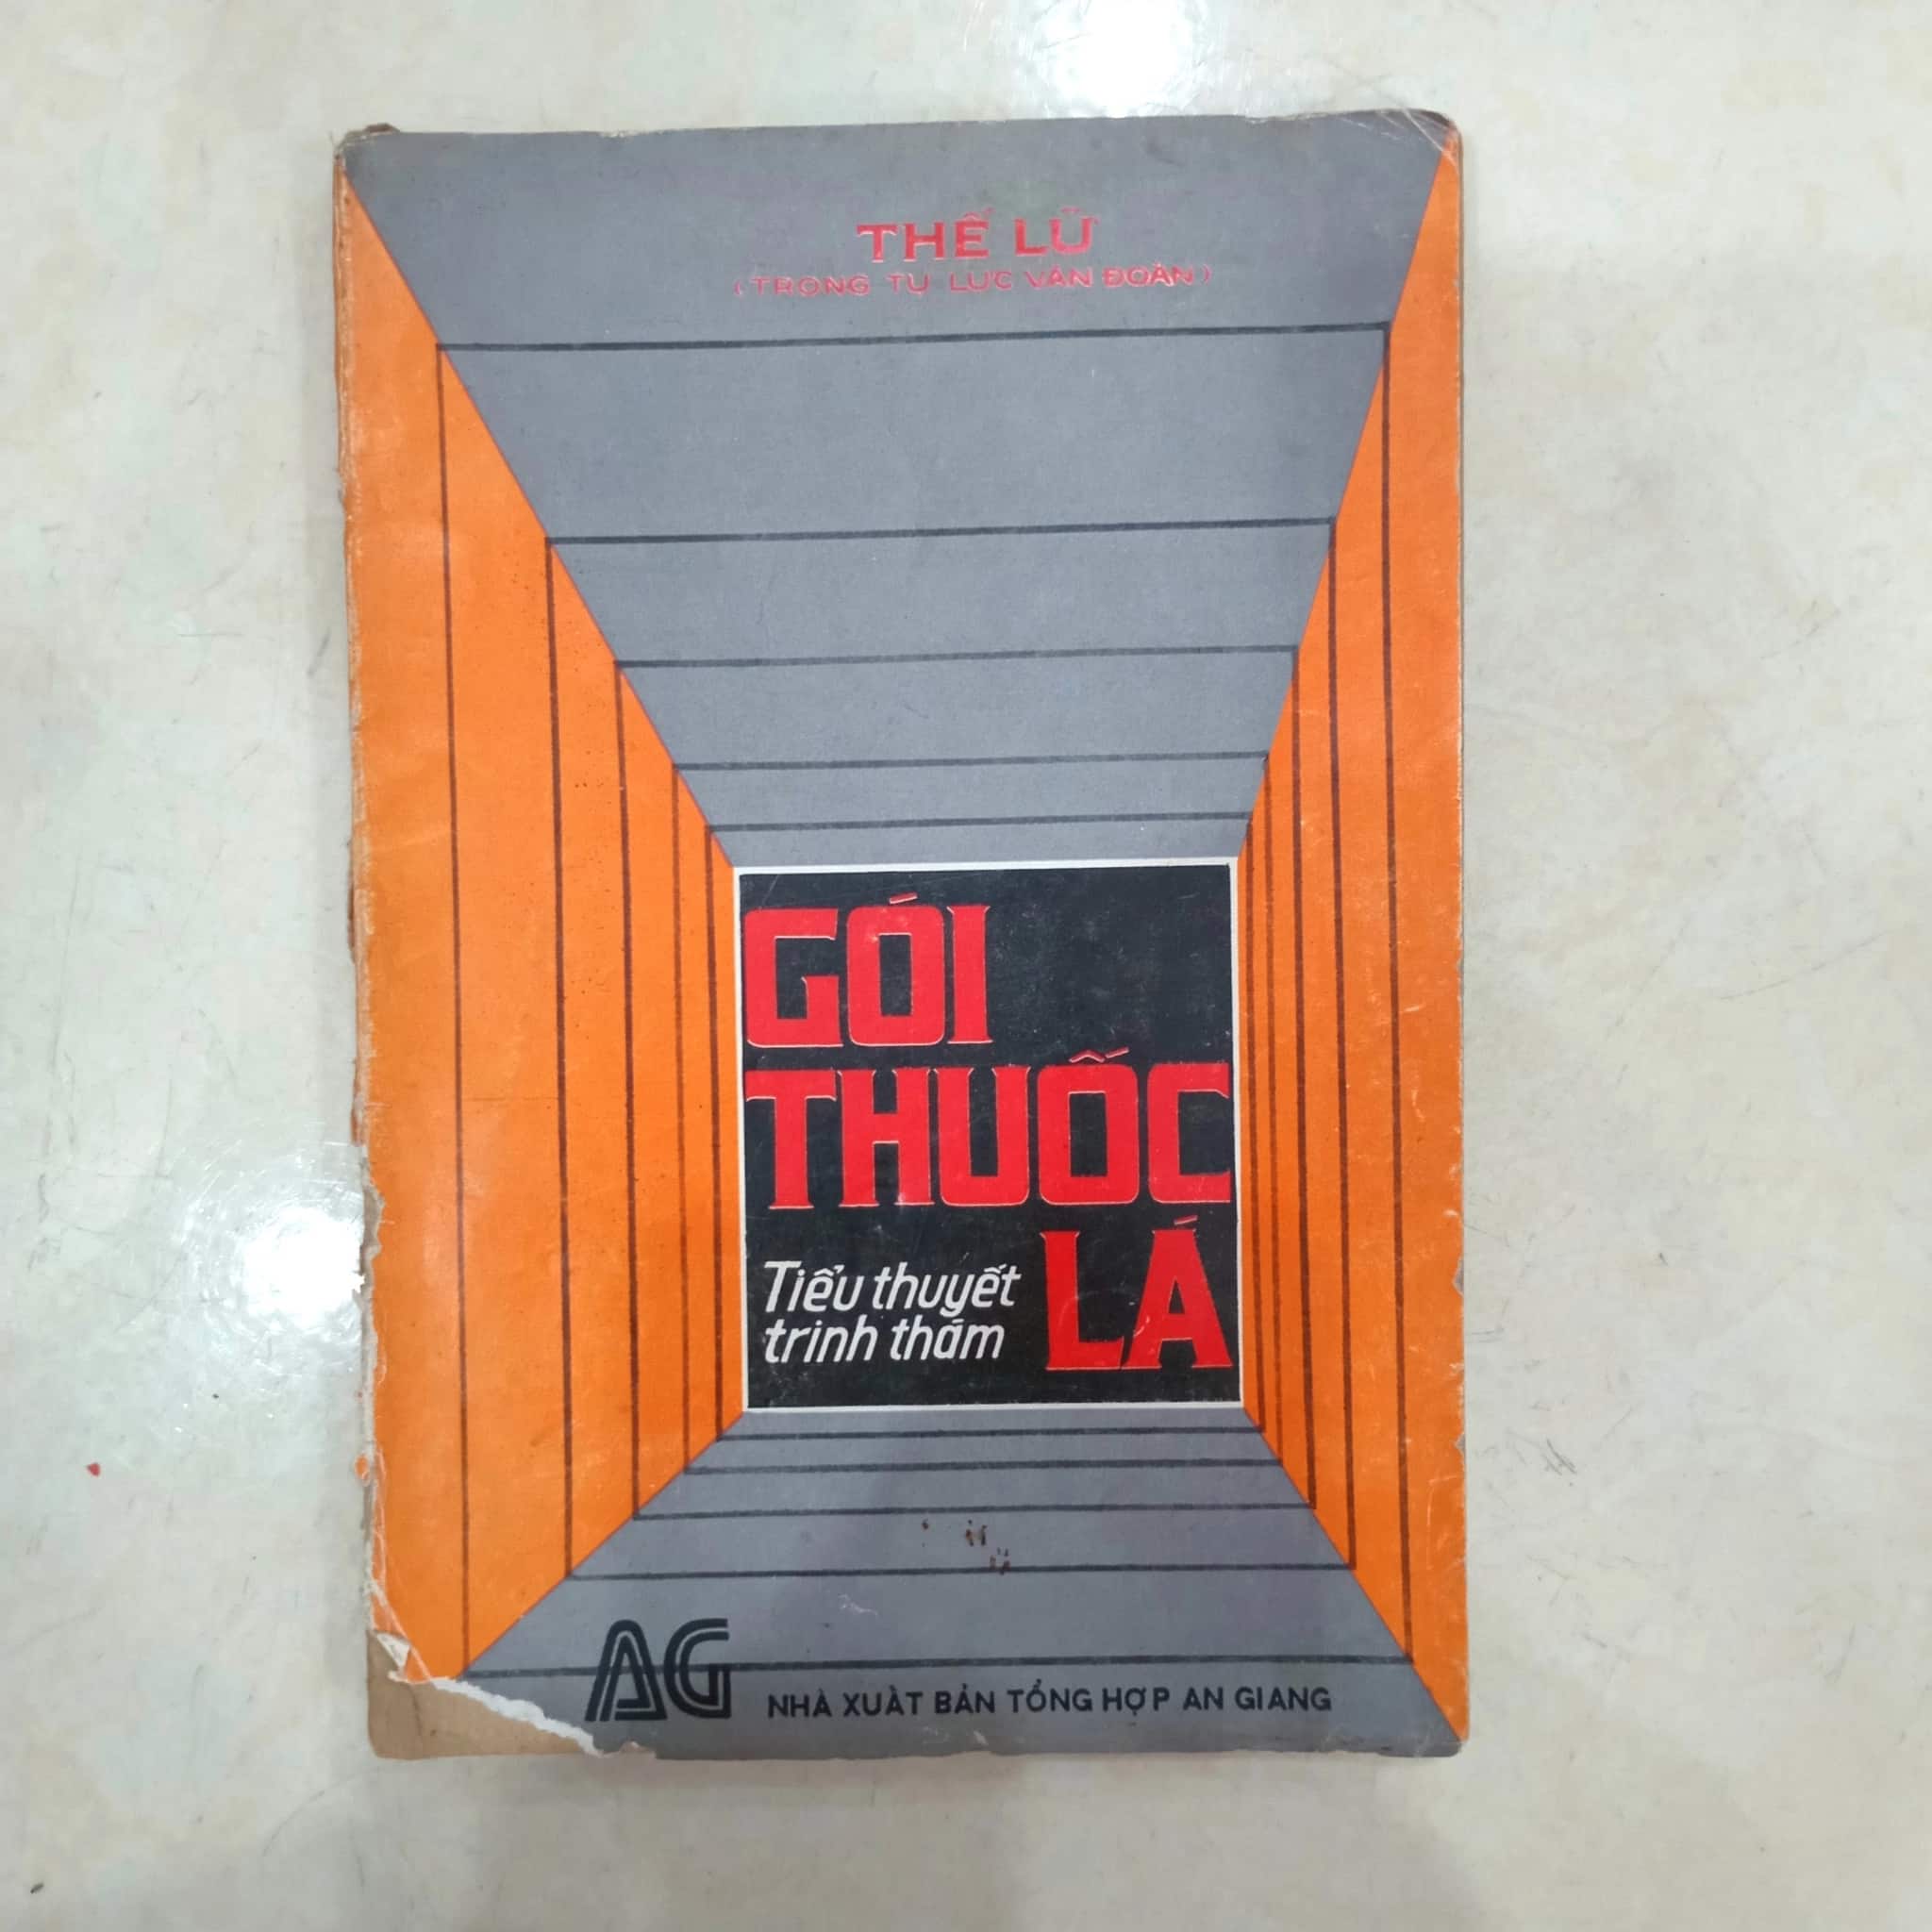 THẾ LỮ
(TRONG TỰ LỰC VĂN ĐOÀN)
GÓI
THUỐC
LÁ
Tiểu thuyết
trinh thám
AG
NHÀ XUẤT BẢN TỔNG HỢP AN GIANG